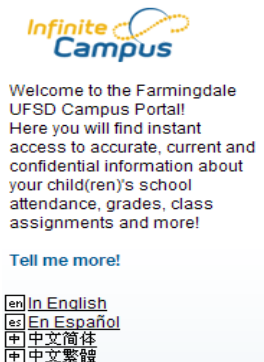 Infinite
Campus
Welcome to the Farmingdale
UFSD Campus Portal!
Here you will find instant
access to accurate, current and
confidential information about
your child(ren)'s school
attendance, grades, class
assignments and more!
Tell me more!
en In English
es En Español
中 中文简体
中 中文繁體